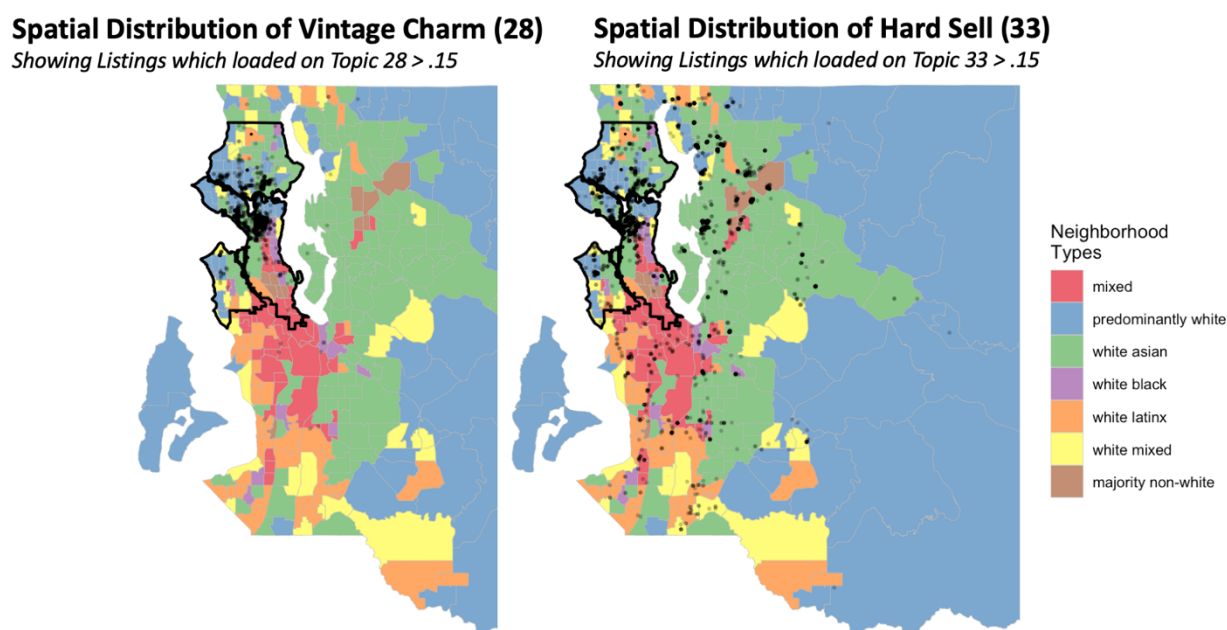 Spatial Distribution of Vintage Charm (28)
Showing Listings which loaded on Topic 28 > .15
Spatial Distribution of Hard Sell (33)
Showing Listings which loaded on Topic 33 > .15
Neighborhood
Types
mixed
predominantly white
white asian
white black
white latinx
white mixed
majority non-white